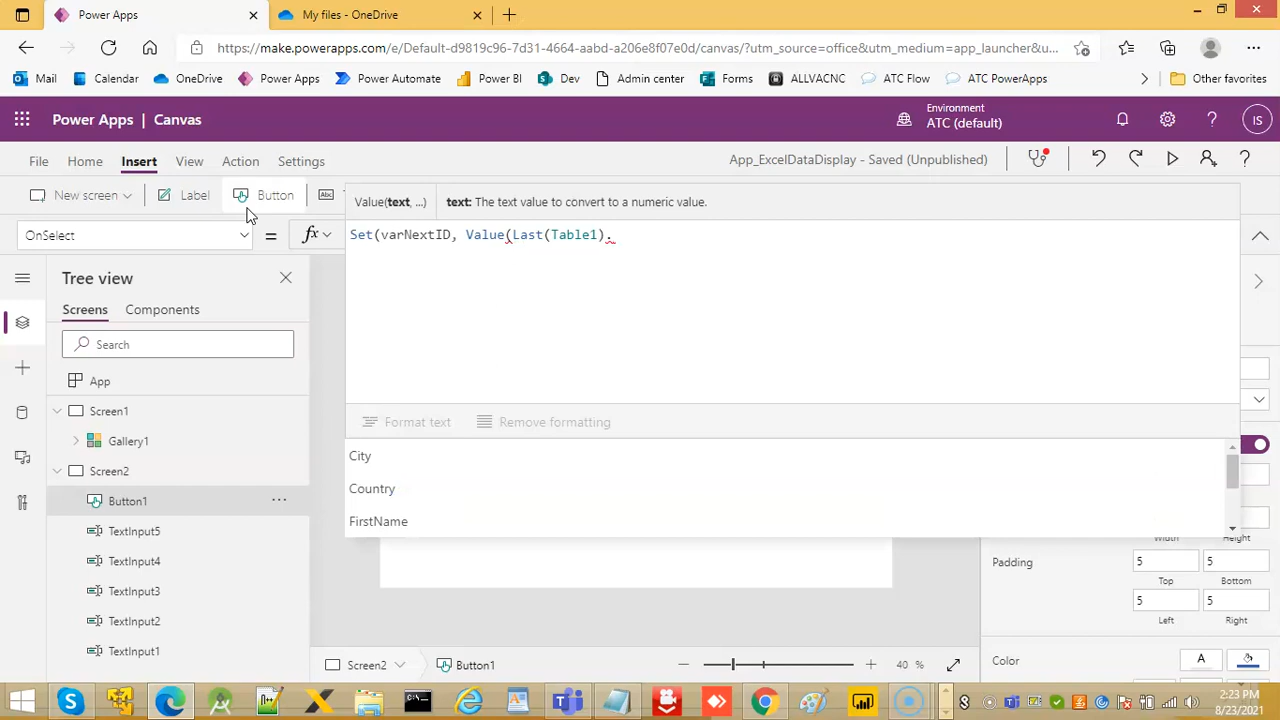 Power Apps
My files - OneDrive
https://make.powerapps.com/e/Default-d9819c96-7d31-4664-aabd-a206e8f07e0d/canvas/?utm_source=office&utm_medium=app_launcher&u...
Mail
Calendar
OneDrive
Power Apps
Power Automate
Power BI
Dev
Admin center
Forms
ALLVACNC
ATC Flow
ATC PowerApps
Other favorites
Power Apps | Canvas
Environment
ATC (default)
IS
File
Home
Insert
View
Action
Settings
App_ExcelDataDisplay - Saved (Unpublished)
New screen
Label
Button
Abc
Value(text, ...)
text: The text value to convert to a numeric value.
OnSelect
=
fx
Set(varNextID, Value(Last(Table1).
Tree view
Screens
Components
Search
App
Screen1
Gallery1
Screen2
Button1
TextInput5
TextInput4
TextInput3
TextInput2
TextInput1
Format text
Remove formatting
City
Country
FirstName
Width
Height
Padding
5
5
Top
Bottom
5
5
Left
Right
Color
A
Screen2
Button1
40 %
2:23 PM
8/23/2021